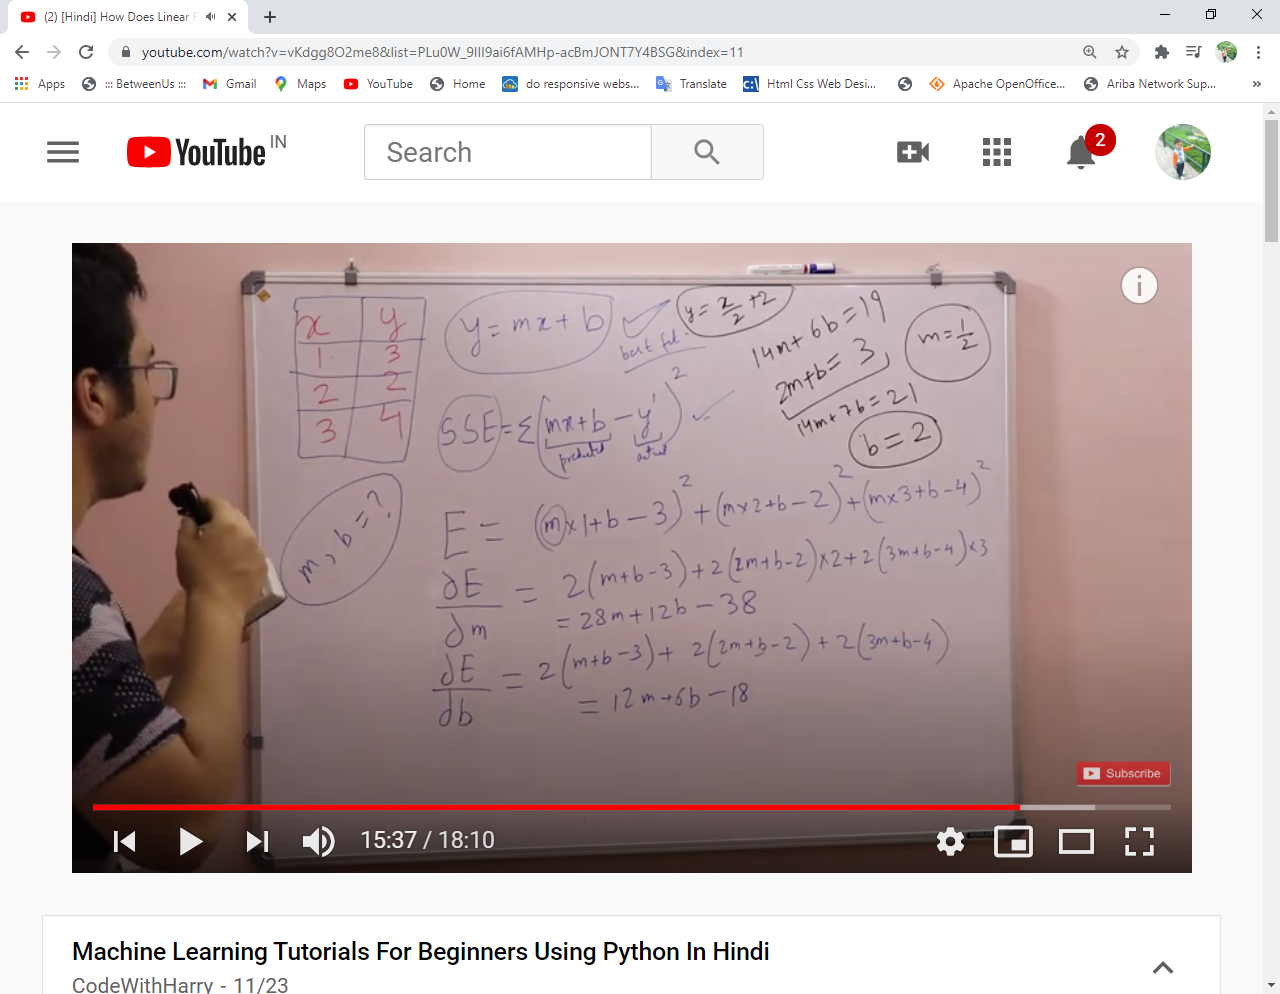 (2) [Hindi] How Does Linear
youtube.com/watch?v=vKdgg8O2me8&list=PLu0W_9lII9ai6fAMHp-acBmJONT7Y4BSG&index=11
Apps ::: BetweenUs ::: Gmail Maps YouTube Home do responsive webs... Translate Html Css Web Desi... Apache OpenOffice... Ariba Network Sup... »
YouTube IN
Search
2
x y
1 3
2 2
3 4
y = mx + b
best fit
y = x/2 + 2
14m + 6b = 19
2m + b = 3,
14m + 7b = 21
b = 2
m = 1/2
SSE = Σ(mx+b − y')²
predicted actual
m, b = ?
E = (m×1+b−3)² + (m×2+b−2)² + (m×3+b−4)²
∂E/∂m = 2(m+b−3) + 2(2m+b−2)×2 + 2(3m+b−4)×3
= 28m + 12b − 38
∂E/∂b = 2(m+b−3) + 2(2m+b−2) + 2(3m+b−4)
= 12m + 6b − 18
Subscribe
15:37 / 18:10
Machine Learning Tutorials For Beginners Using Python In Hindi
CodeWithHarry - 11/23